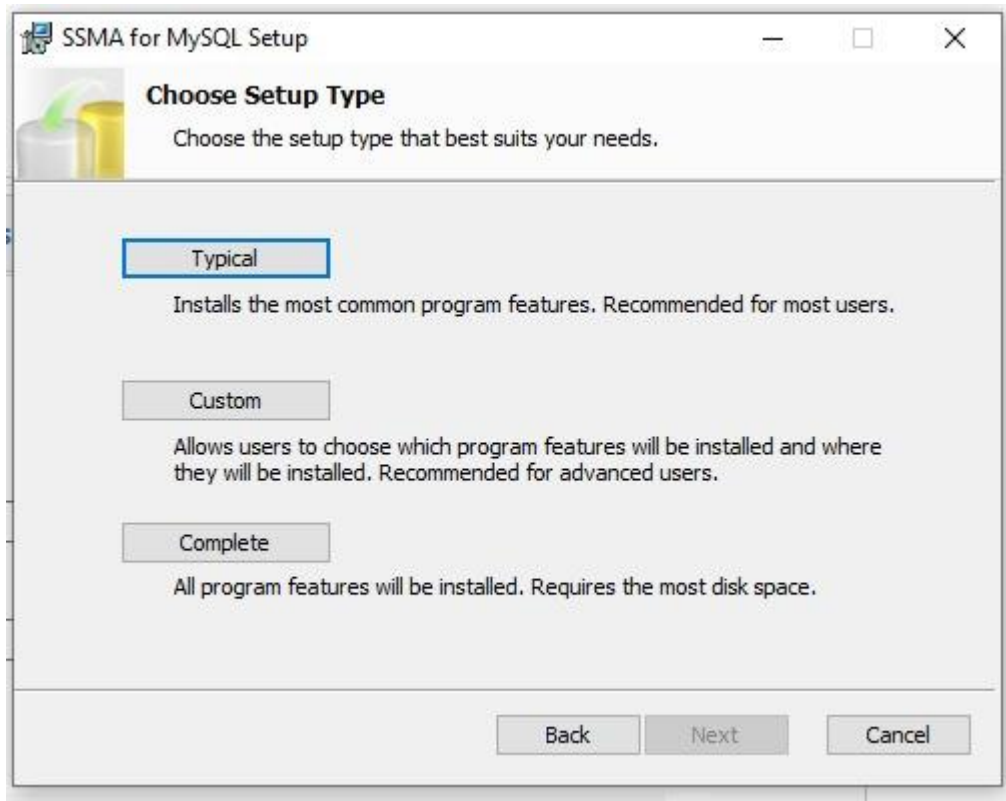 SSMA for MySQL Setup
Choose Setup Type
Choose the setup type that best suits your needs.
Typical
Installs the most common program features. Recommended for most users.
Custom
Allows users to choose which program features will be installed and where
they will be installed. Recommended for advanced users.
Complete
All program features will be installed. Requires the most disk space.
Back
Next
Cancel